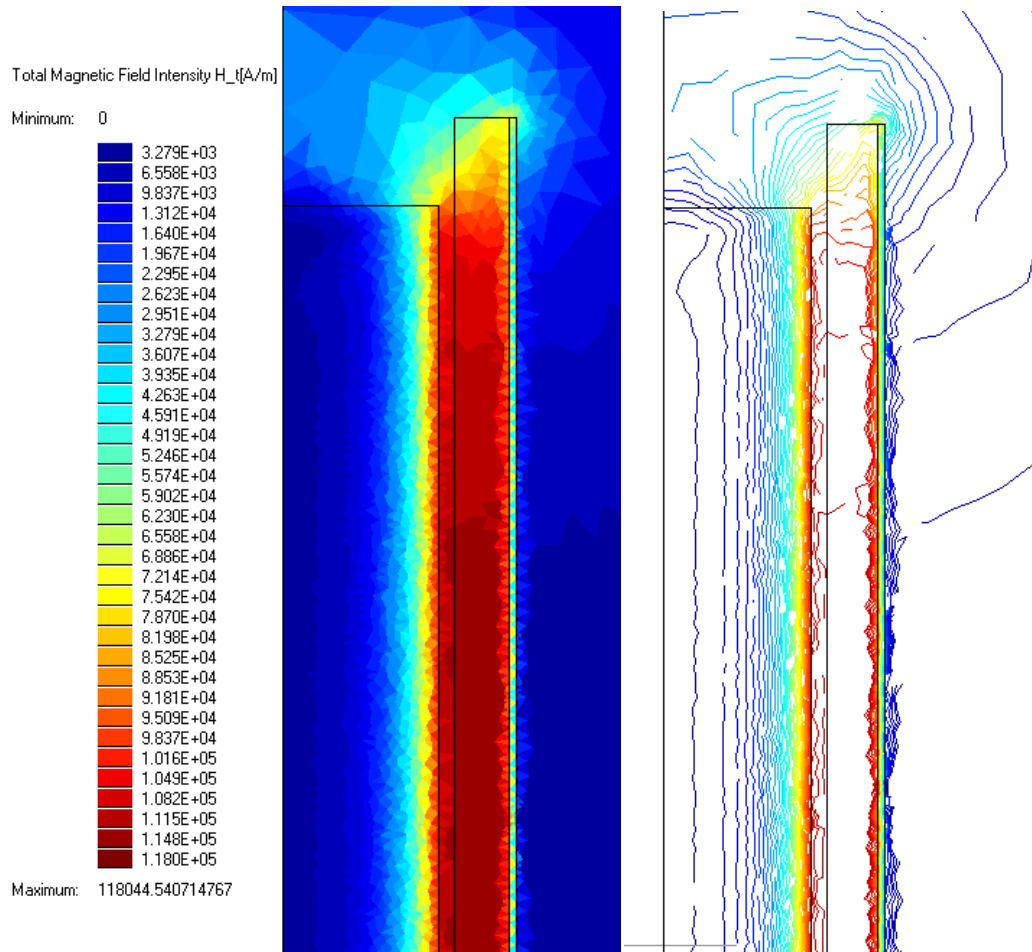 Total Magnetic Field Intensity H_t[A/m]
Minimum: 0
3.279E+03
6.558E+03
9.837E+03
1.312E+04
1.640E+04
1.967E+04
2.295E+04
2.623E+04
2.951E+04
3.279E+04
3.607E+04
3.935E+04
4.263E+04
4.591E+04
4.919E+04
5.246E+04
5.574E+04
5.902E+04
6.230E+04
6.558E+04
6.886E+04
7.214E+04
7.542E+04
7.870E+04
8.198E+04
8.525E+04
8.853E+04
9.181E+04
9.509E+04
9.837E+04
1.016E+05
1.049E+05
1.082E+05
1.115E+05
1.148E+05
1.180E+05
Maximum: 118044.540714767